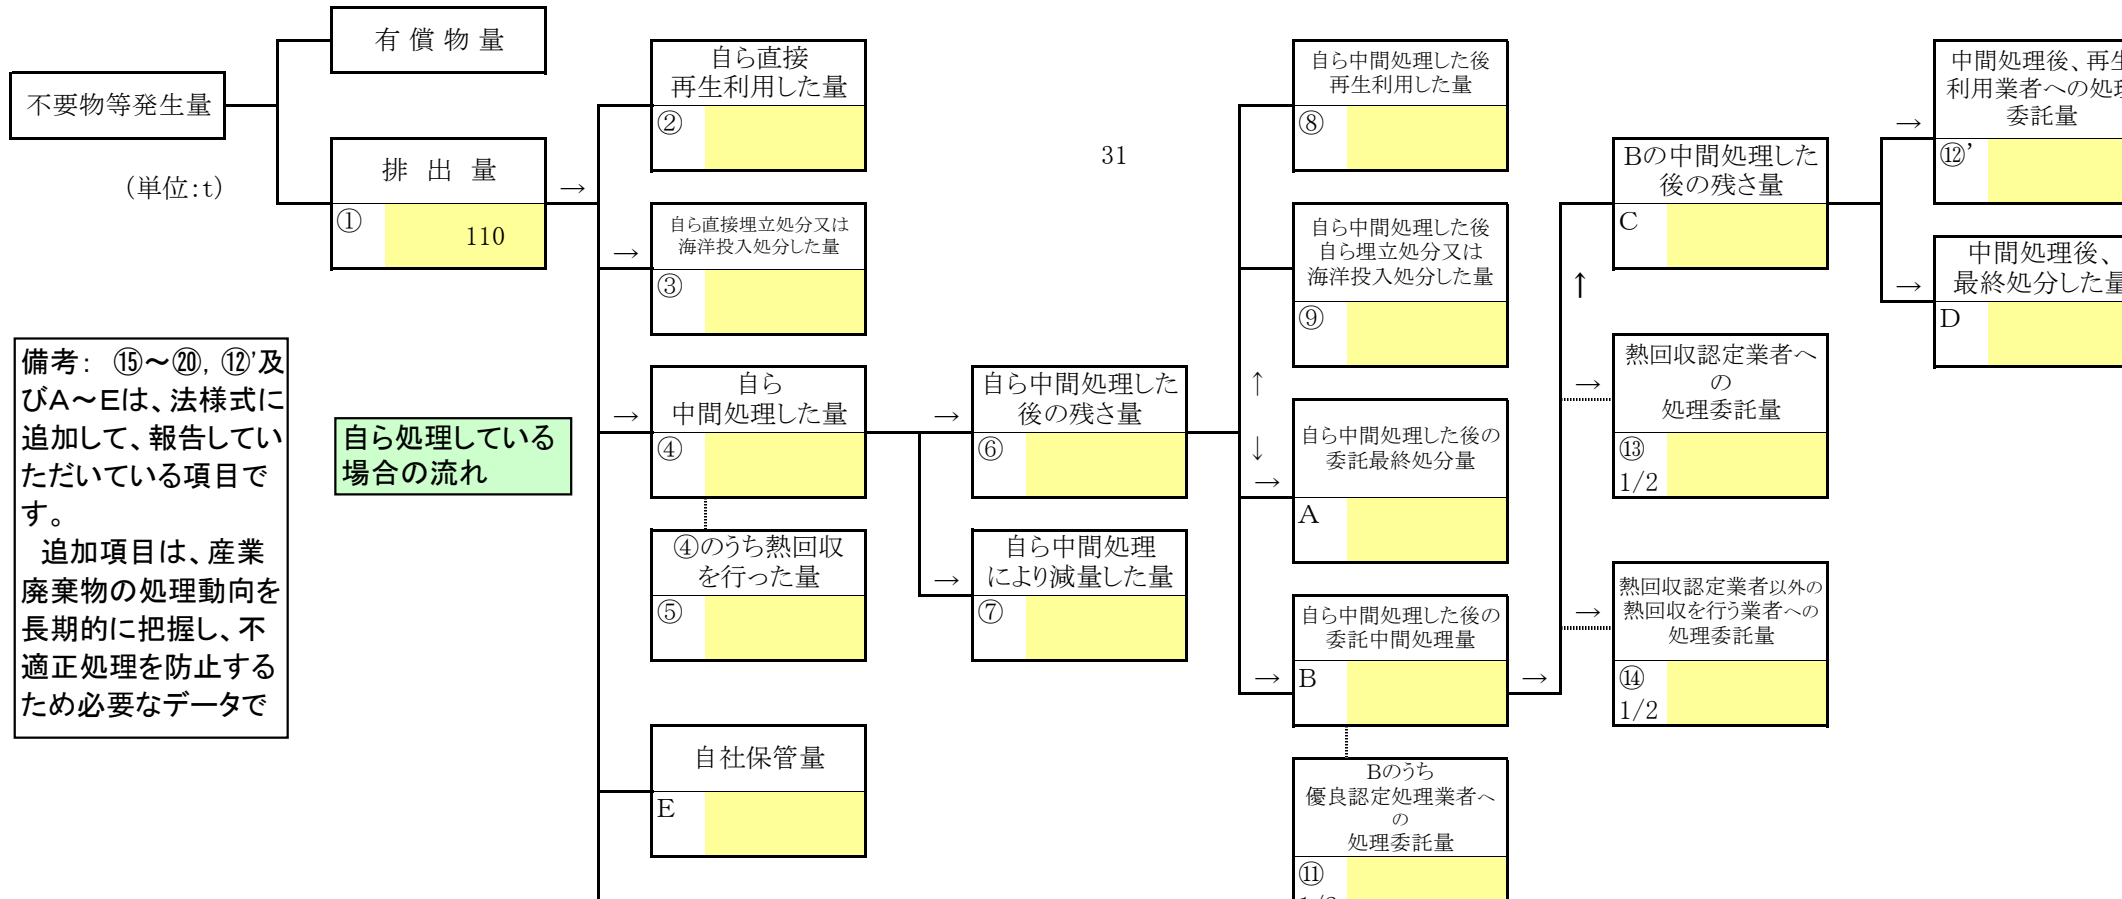 有 償 物 量
不要物等発生量
排 出 量
(単位:t)
→
①
110
備考: ⑮～⑳, ⑫'及
びA～Eは、法様式に
追加して、報告してい
ただいている項目で
す。
追加項目は、産業
廃棄物の処理動向を
長期的に把握し、不
適正処理を防止する
ため必要なデータで
自ら処理している
場合の流れ
自ら直接
再生利用した量
②
→
自ら直接埋立処分又は
海洋投入処分した量
③
→
自ら
中間処理した量
④
④のうち熱回収
を行った量
⑤
自社保管量
E
→
自ら中間処理した
後の残さ量
⑥
→
自ら中間処理
により減量した量
⑦
31
自ら中間処理した後
再生利用した量
⑧
自ら中間処理した後
自ら埋立処分又は
海洋投入処分した量
⑨
↑
↓
→
自ら中間処理した後の
委託最終処分量
A
自ら中間処理した後の
委託中間処理量
→
B
→
Bのうち
優良認定処理業者へ
の
処理委託量
⑪
Bの中間処理した
後の残さ量
C
↑
熱回収認定業者へ
の
処理委託量
→
⑬
1/2
熱回収認定業者以外の
熱回収を行う業者への
処理委託量
→
⑭
1/2
中間処理後、再生
利用業者への処理
委託量
→
⑫'
中間処理後、
最終処分した量
→
D